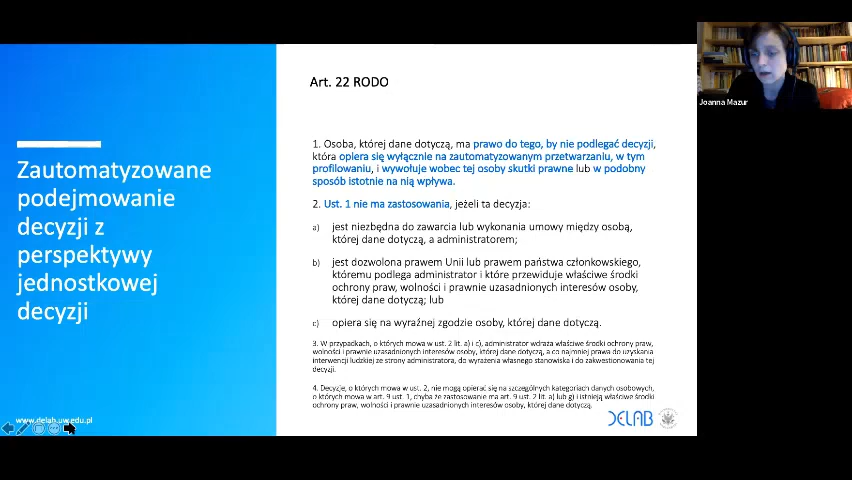 Art. 22 RODO
Joanna Mazur
Zautomatyzowane
podejmowanie
decyzji z
perspektywy
jednostkowej
decyzji
1. Osoba, której dane dotyczą, ma prawo do tego, by nie podlegać decyzji,
która opiera się wyłącznie na zautomatyzowanym przetwarzaniu, w tym
profilowaniu, i wywołuje wobec tej osoby skutki prawne lub w podobny
sposób istotnie na nią wpływa.
2. Ust. 1 nie ma zastosowania, jeżeli ta decyzja:
a) jest niezbędna do zawarcia lub wykonania umowy między osobą,
której dane dotyczą, a administratorem;
b) jest dozwolona prawem Unii lub prawem państwa członkowskiego,
któremu podlega administrator i które przewiduje właściwe środki
ochrony praw, wolności i prawnie uzasadnionych interesów osoby,
której dane dotyczą; lub
c) opiera się na wyraźnej zgodzie osoby, której dane dotyczą.
3. W przypadkach, o których mowa w ust. 2 lit. a) i c), administrator wdraża właściwe środki ochrony praw,
wolności i prawnie uzasadnionych interesów osoby, której dane dotyczą, a co najmniej prawa do uzyskania
interwencji ludzkiej ze strony administratora, do wyrażenia własnego stanowiska i do zakwestionowania tej
decyzji.
4. Decyzje, o których mowa w ust. 2, nie mogą opierać się na szczególnych kategoriach danych osobowych,
o których mowa w art. 9 ust. 1, chyba że zastosowanie ma art. 9 ust. 2 lit. a) lub g) i istnieją właściwe środki
ochrony praw, wolności i prawnie uzasadnionych interesów osoby, której dane dotyczą.
www.delab.uw.edu.pl
DELAB